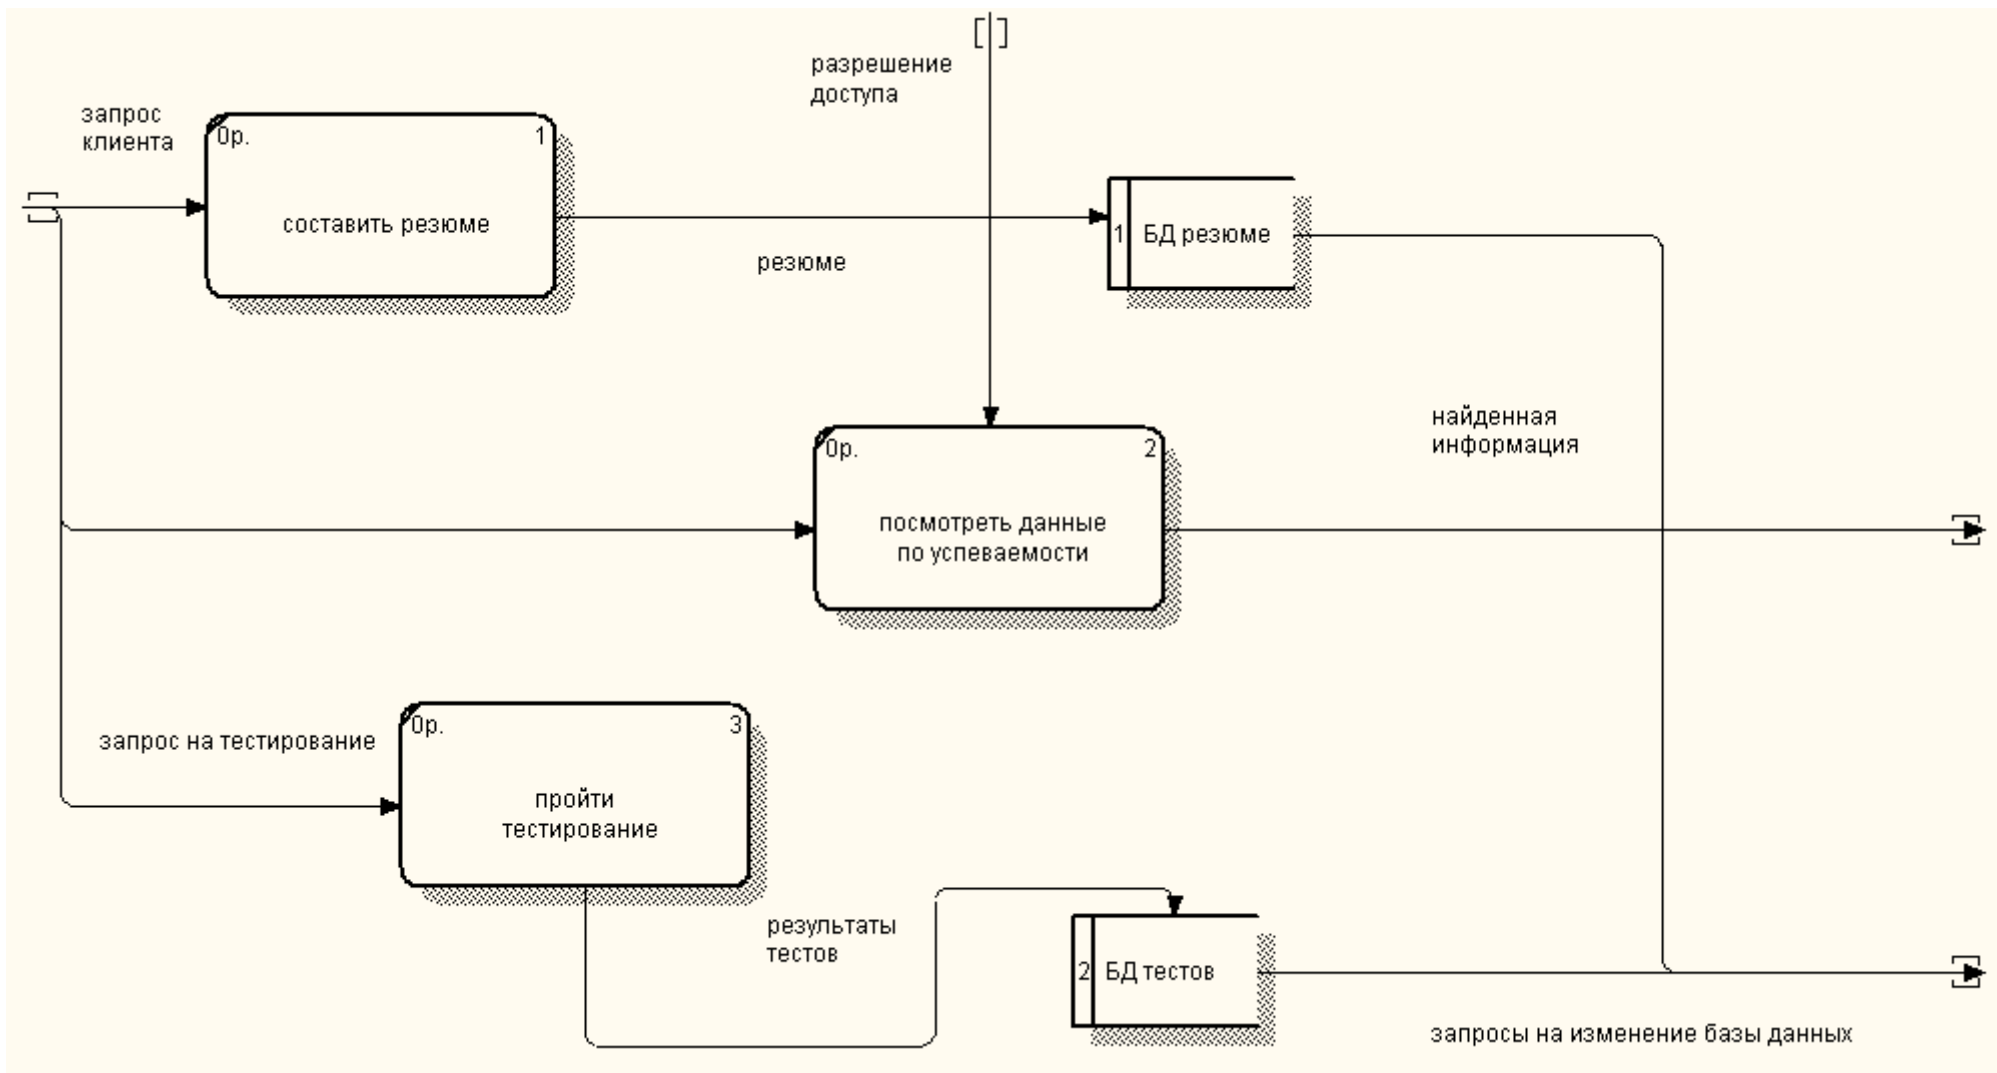 разрешение
доступа
запрос
клиента
0р.
1
составить резюме
резюме
1
БД резюме
найденная
информация
0р.
2
посмотреть данные
по успеваемости
запрос на тестирование
0р.
3
пройти
тестирование
результаты
тестов
2
БД тестов
запросы на изменение базы данных